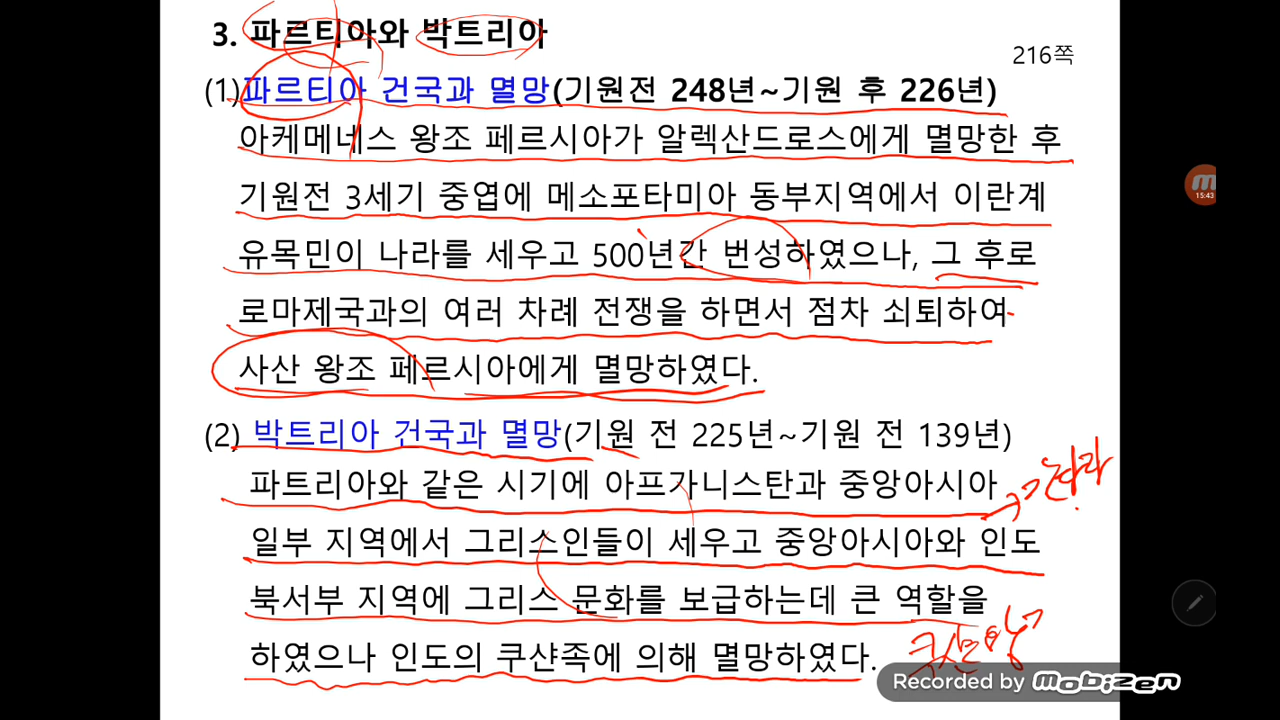 3. 파르티아와 박트리아
216쪽
(1)파르티아 건국과 멸망(기원전 248년~기원 후 226년)
아케메네스 왕조 페르시아가 알렉산드로스에게 멸망한 후
기원전 3세기 중엽에 메소포타미아 동부지역에서 이란계
유목민이 나라를 세우고 500년간 번성하였으나, 그 후로
로마제국과의 여러 차례 전쟁을 하면서 점차 쇠퇴하여
사산 왕조 페르시아에게 멸망하였다.
(2) 박트리아 건국과 멸망(기원 전 225년~기원 전 139년)
파트리아와 같은 시기에 아프가니스탄과 중앙아시아
일부 지역에서 그리스인들이 세우고 중앙아시아와 인도
북서부 지역에 그리스 문화를 보급하는데 큰 역할을
하였으나 인도의 쿠샨족에 의해 멸망하였다.
Recorded by mobizen
15:43